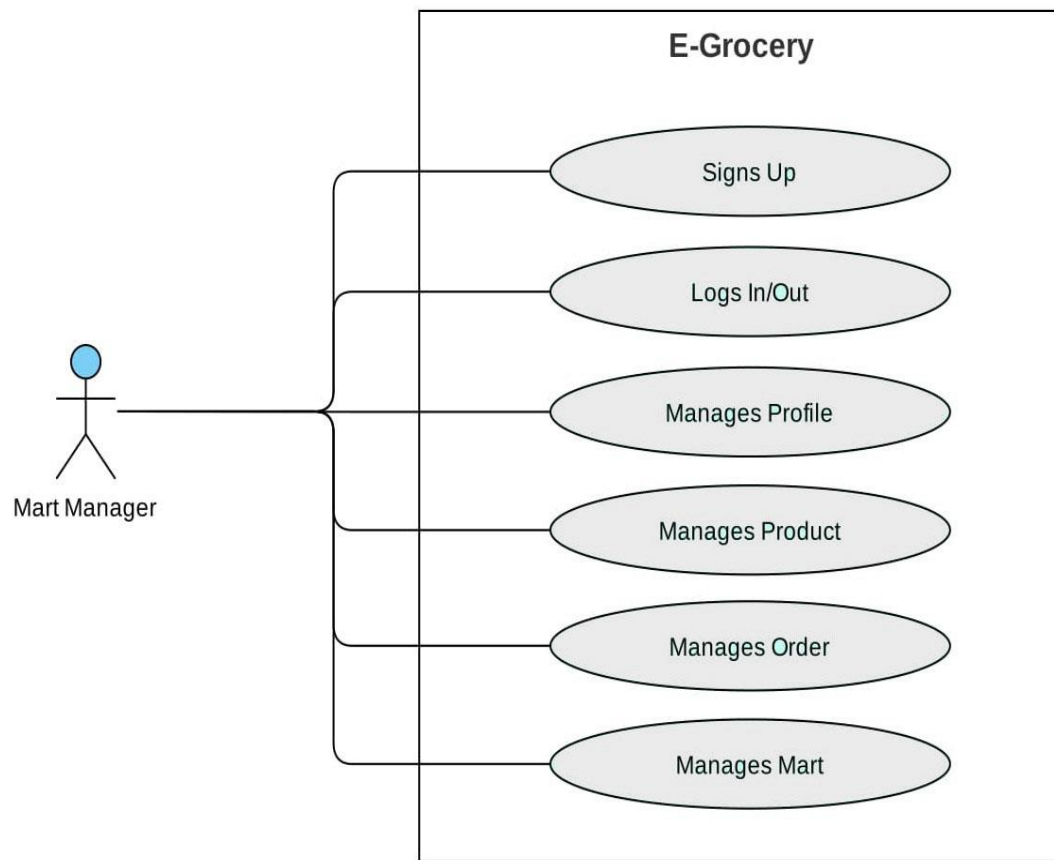 E-Grocery
Signs Up
Logs In/Out
Manages Profile
Mart Manager
Manages Product
Manages Order
Manages Mart